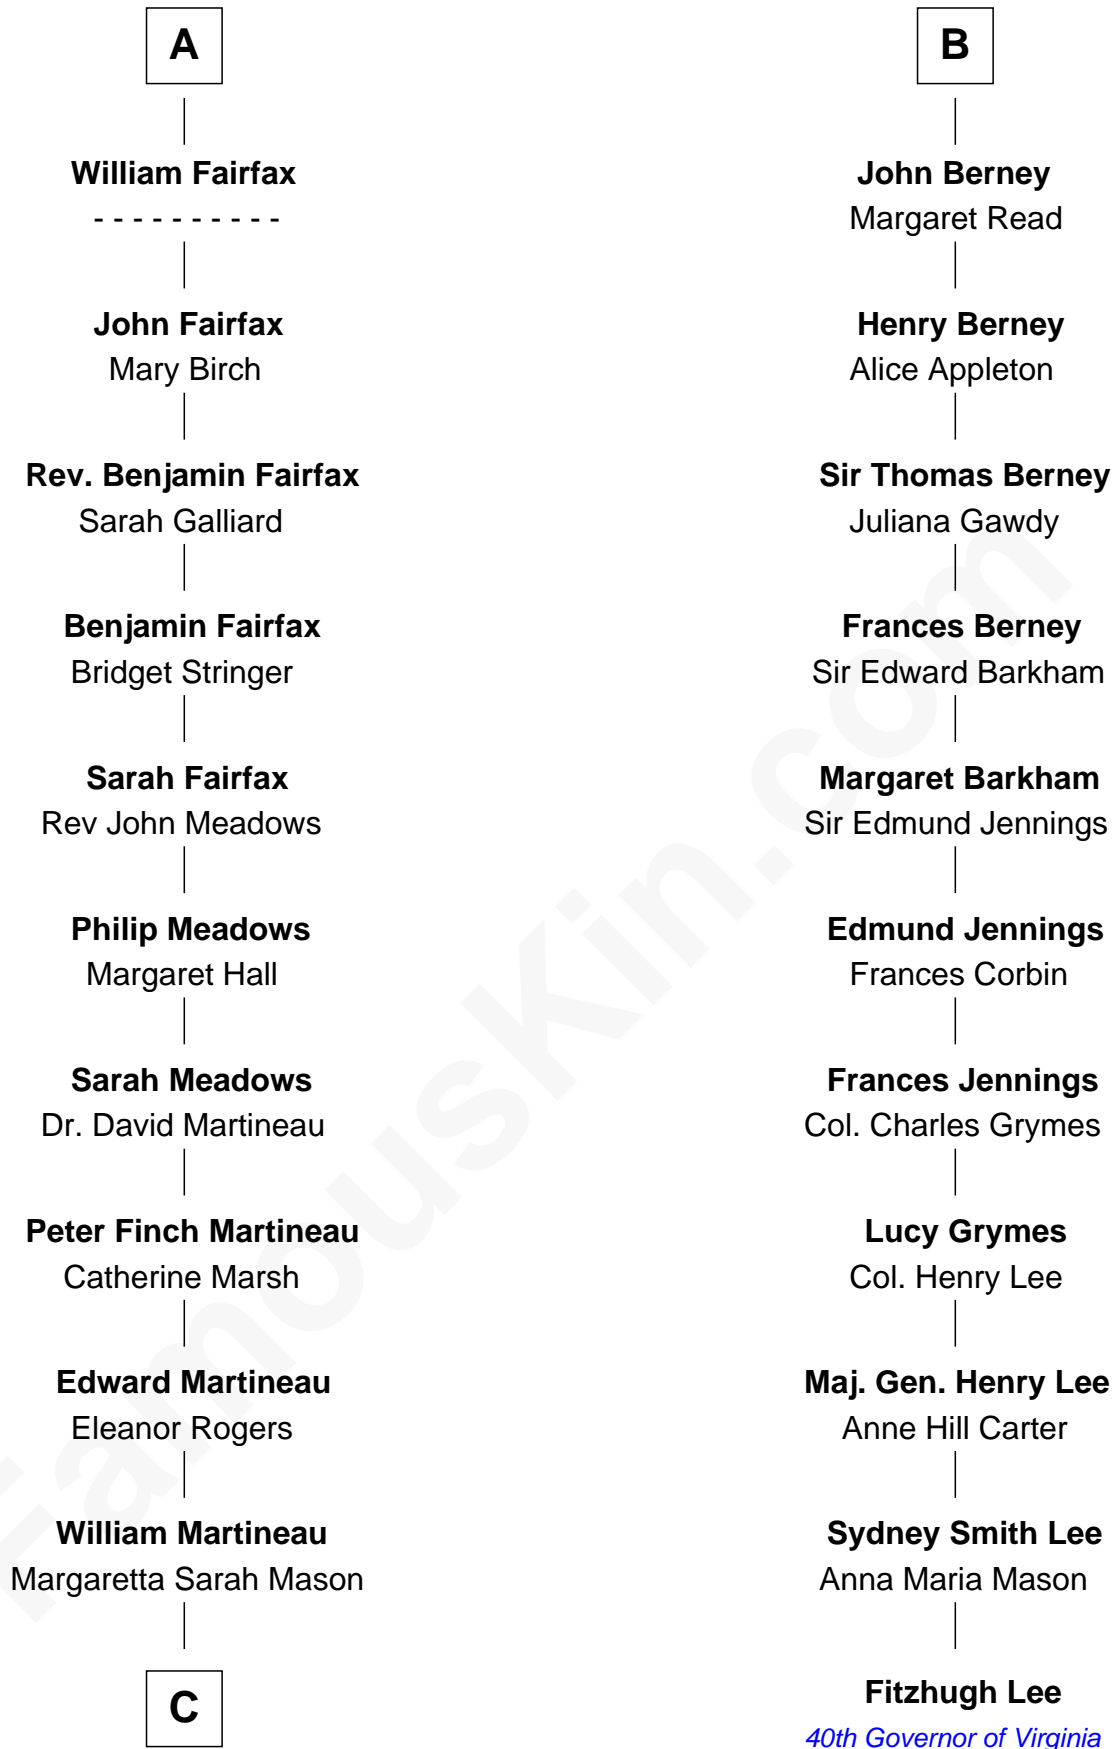 A
William Fairfax
- - - - - - - - - -
John Fairfax
Mary Birch
Rev. Benjamin Fairfax
Sarah Galliard
Benjamin Fairfax
Bridget Stringer
Sarah Fairfax
Rev John Meadows
Philip Meadows
Margaret Hall
Sarah Meadows
Dr. David Martineau
Peter Finch Martineau
Catherine Marsh
Edward Martineau
Eleanor Rogers
William Martineau
Margaretta Sarah Mason
C
B
John Berney
Margaret Read
Henry Berney
Alice Appleton
Sir Thomas Berney
Juliana Gawdy
Frances Berney
Sir Edward Barkham
Margaret Barkham
Sir Edmund Jennings
Edmund Jennings
Frances Corbin
Frances Jennings
Col. Charles Grymes
Lucy Grymes
Col. Henry Lee
Maj. Gen. Henry Lee
Anne Hill Carter
Sydney Smith Lee
Anna Maria Mason
Fitzhugh Lee
40th Governor of Virginia
FamousKin.com